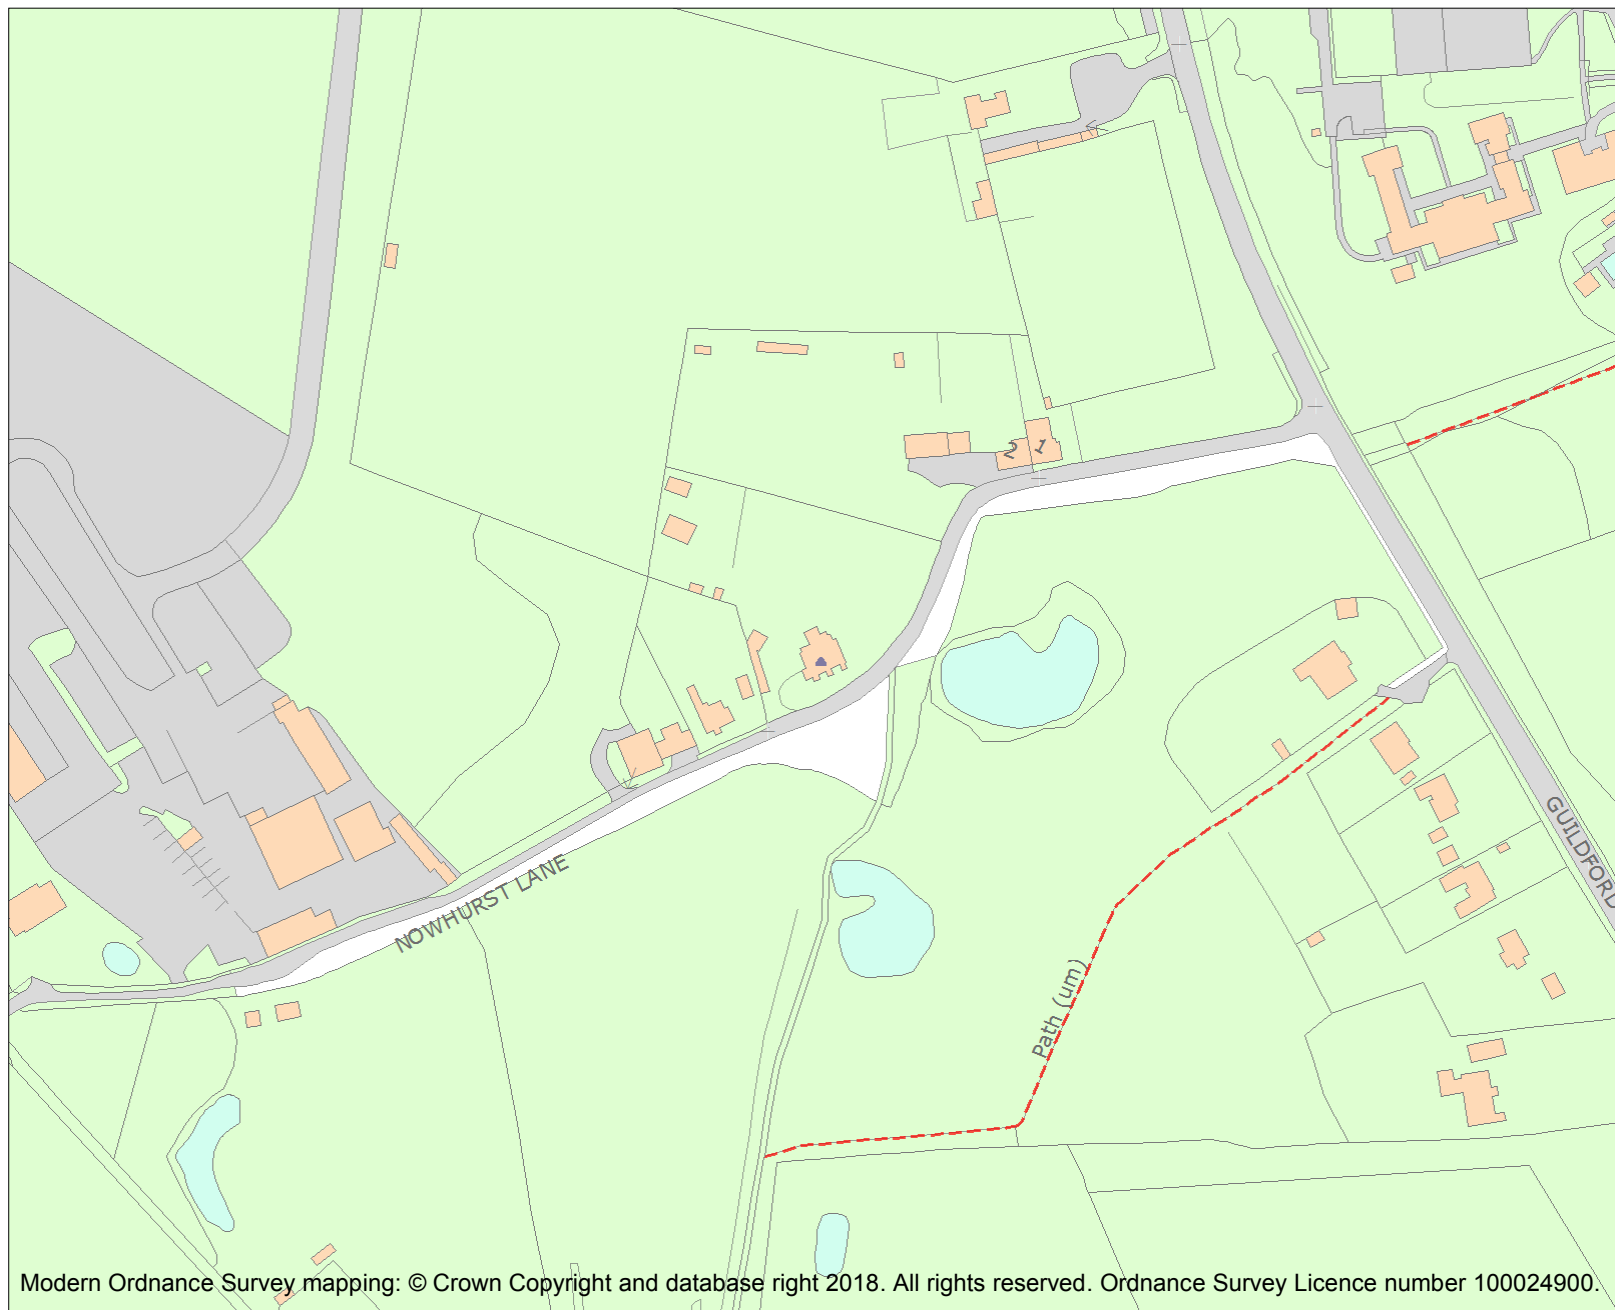 2 1
GUILDFORD
NOWHURST LANE
Path (um)
Modern Ordnance Survey mapping: © Crown Copyright and database right 2018. All rights reserved. Ordnance Survey Licence number 100024900.